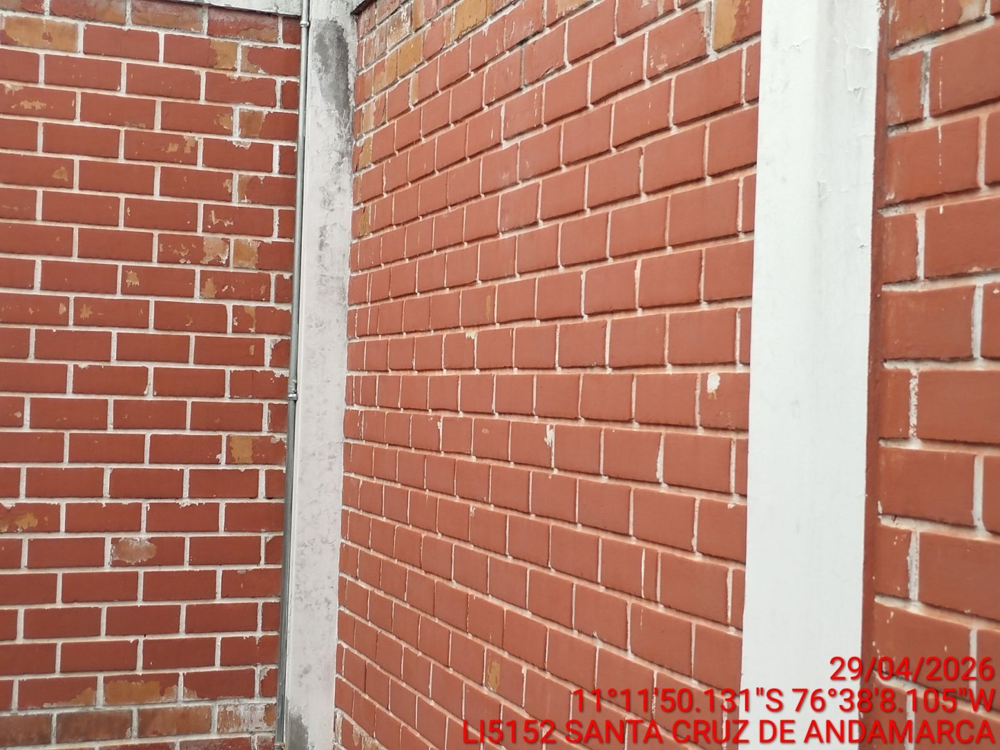 29/04/2026
11°11'50.131"S 76°38'8.105"W
LI5152 SANTA CRUZ DE ANDAMARCA